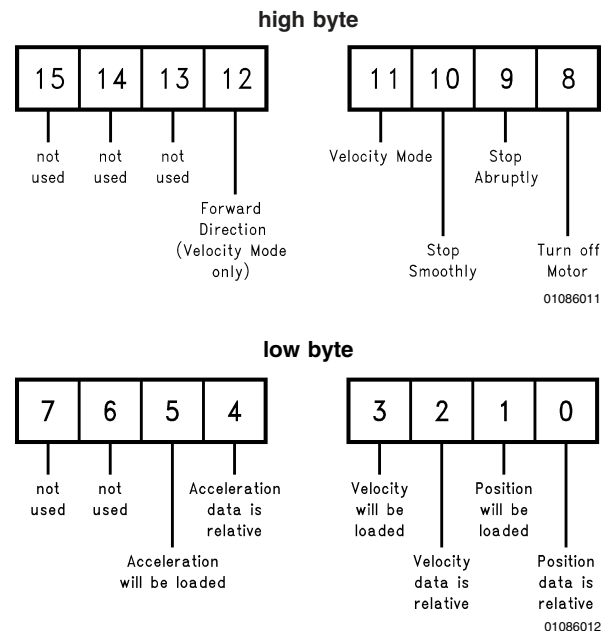 high byte
15 14 13 12 11 10 9 8
not used
not used
not used
Forward
Direction
(Velocity Mode
only)
Velocity Mode
Stop
Smoothly
Stop
Abruptly
Turn off
Motor
01086011
low byte
7 6 5 4 3 2 1 0
not used
not used
Acceleration
will be loaded
Acceleration
data is
relative
Velocity
will be
loaded
Velocity
data is
relative
Position
will be
loaded
Position
data is
relative
01086012